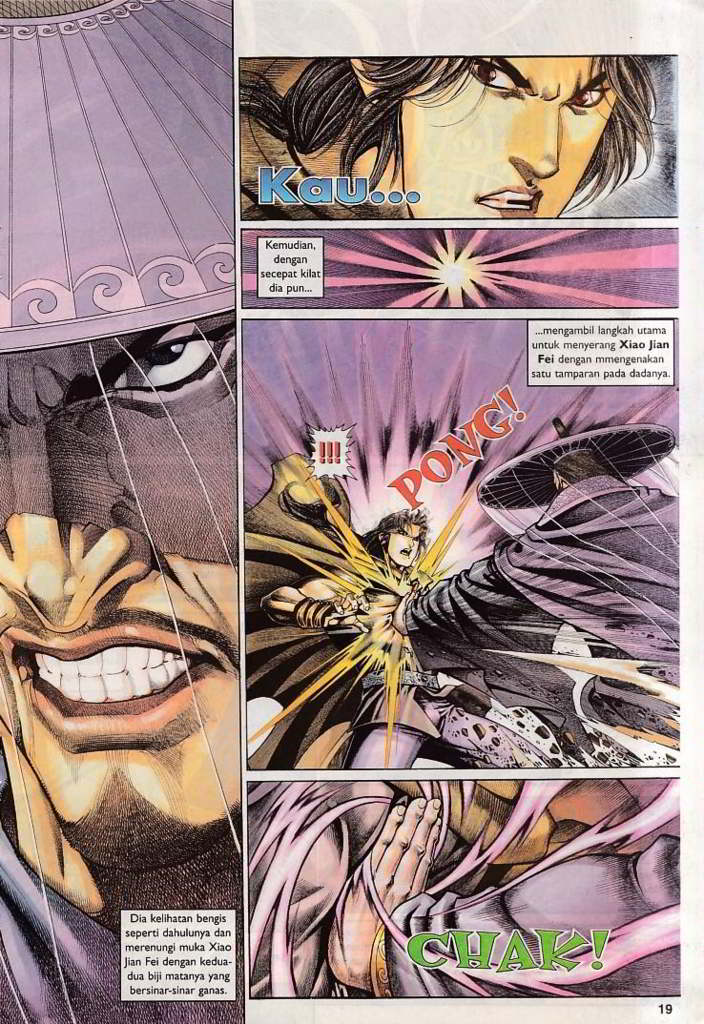 Dia kelihatan bengis
seperti dahulunya dan
merenungi muka Xiao
Jian Fei dengan kedua-
dua biji matanya yang
bersinar-sinar ganas.
Kau...
Kemudian,
dengan
secepat kilat
dia pun...
...mengambil langkah utama
untuk menyerang Xiao Jian
Fei dengan mmengenakan
satu tamparan pada dadanya.
!!!
PONG!
CHAK!
19